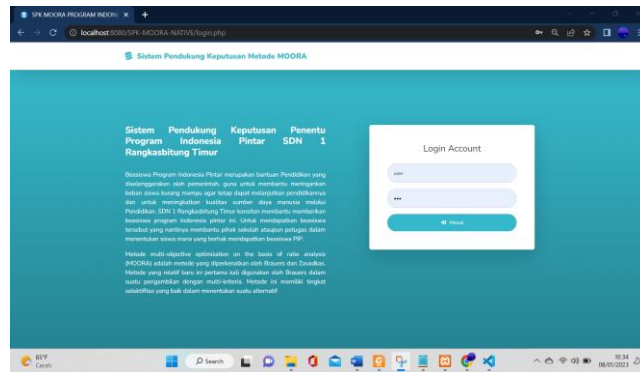 SPK MOORA PROGRAM INDONE
localhost:8080/SPK-MOORA-NATIVE/login.php
Sistem Pendukung Keputusan Metode MOORA
Sistem Pendukung Keputusan Penentu
Program Indonesia Pintar SDN 1
Rangkasbitung Timur
Beasiswa Program Indonesia Pintar merupakan bantuan Pendidikan yang
diselenggarakan oleh pemerintah, guna untuk membantu meringankan
beban siswa kurang mampu agar tetap dapat melanjutkan pendidikannya
dan untuk meningkatkan kualitas sumber daya manusia melalui
Pendidikan. SDN 1 Rangkasbitung Timur membantu memberikan
beasiswa program indonesia pintar ini. Untuk mendapatkan beasiswa
tersebut yang nantinya membantu pihak sekolah ataupun petugas dalam
menentukan siswa mana yang berhak mendapatkan beasiswa PIP.
Metode multi-objective optimization on the basis of ratio analysis
(MOORA) adalah metode yang diperkenalkan oleh Brauers dan Zavadkas.
Metode yang relatif baru ini pertama kali digunakan oleh Brauers dalam
suatu pengambilan dengan multi-kriteria. Metode ini memiliki tingkat
selektifitas yang baik dalam menentukan suatu alternatif
Login Account
user
•••
Masuk
85°F
Cerah
Search
10.34
08/01/2023